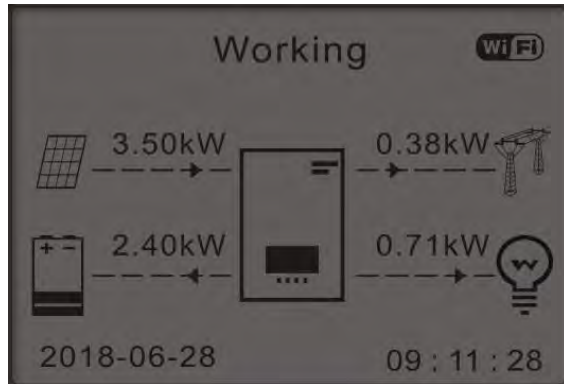 Working
WiFi
3.50kW
0.38kW
+ -
2.40kW
0.71kW
2018-06-28
09 : 11 : 28